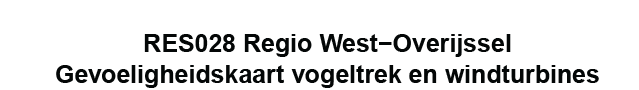 RES028 Regio West−Overijssel
Gevoeligheidskaart vogeltrek en windturbines